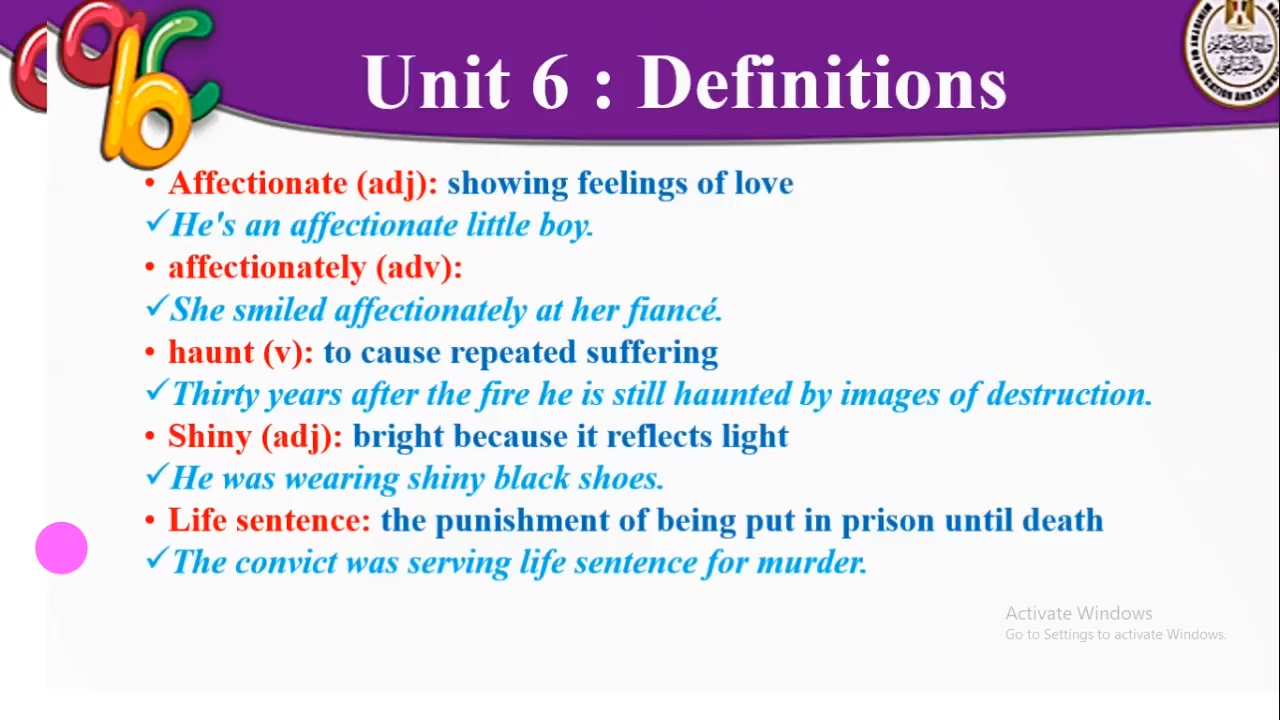 Unit 6 : Definitions
• Affectionate (adj): showing feelings of love
✓He's an affectionate little boy.
• affectionately (adv):
✓She smiled affectionately at her fiancé.
• haunt (v): to cause repeated suffering
✓Thirty years after the fire he is still haunted by images of destruction.
• Shiny (adj): bright because it reflects light
✓He was wearing shiny black shoes.
• Life sentence: the punishment of being put in prison until death
✓The convict was serving life sentence for murder.
Activate Windows
Go to Settings to activate Windows.